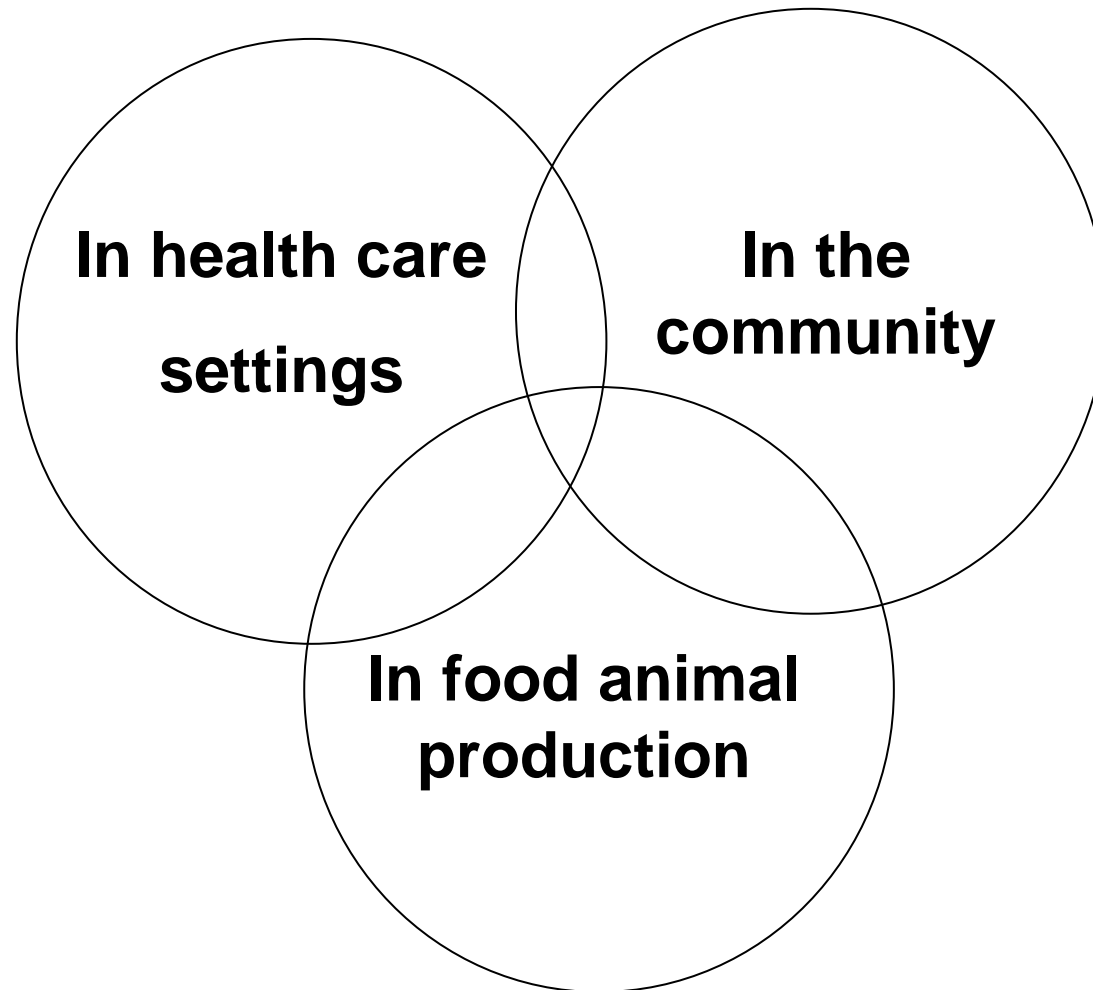 In health care
settings
In the
community
In food animal
production